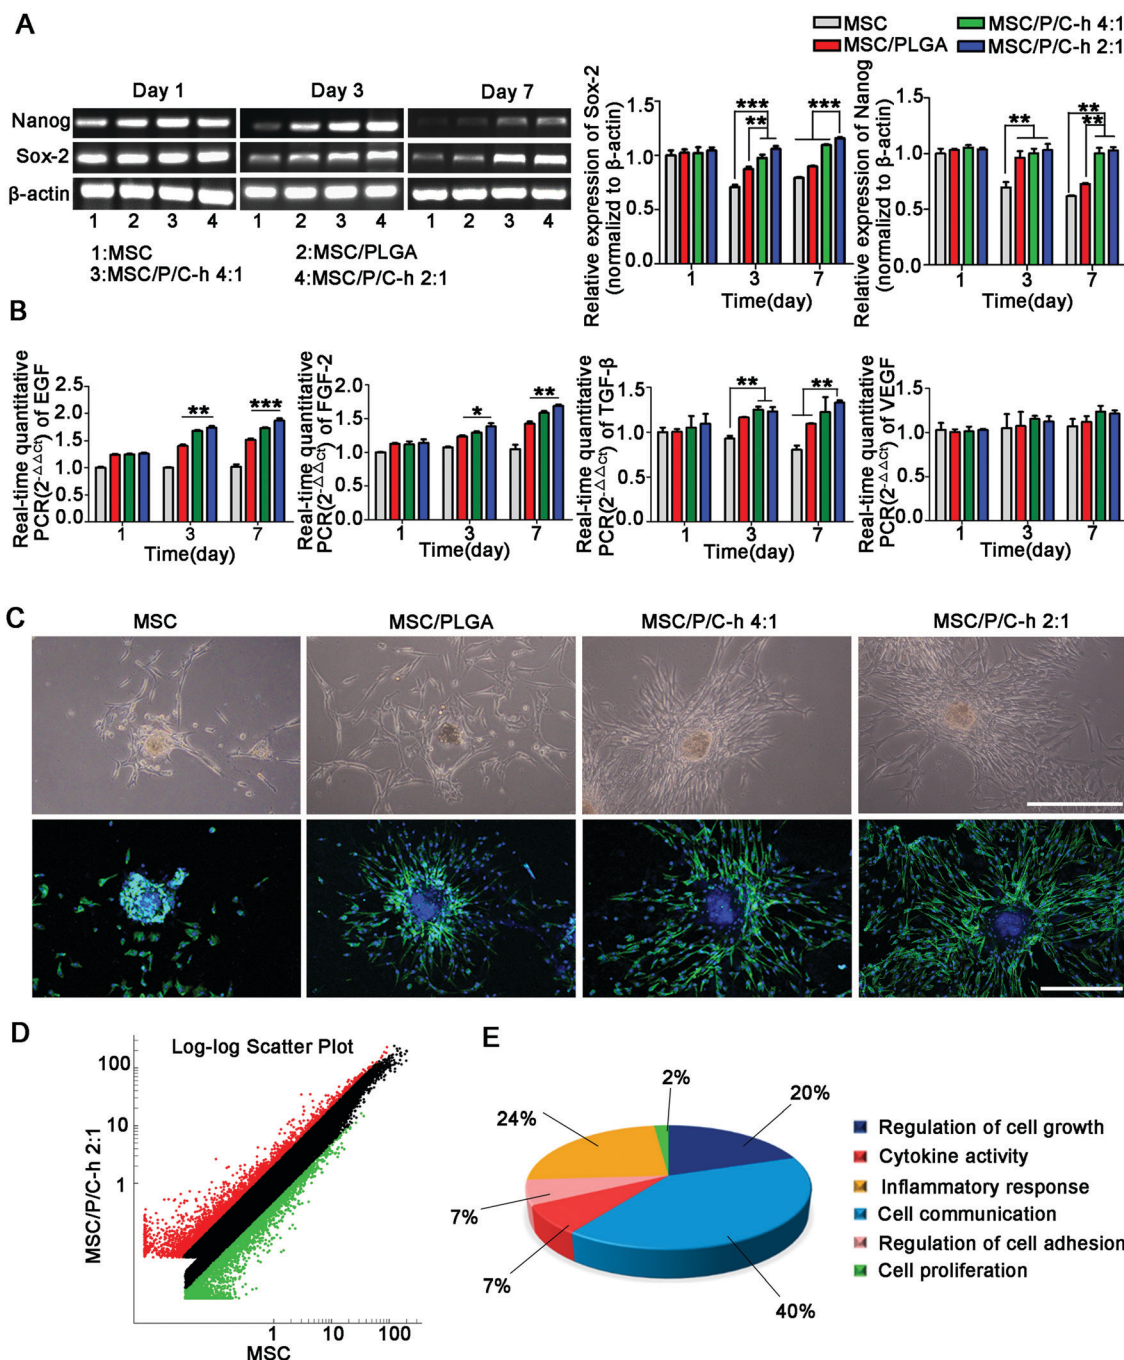 A
MSC
MSC/P/C-h 4:1
MSC/PLGA
MSC/P/C-h 2:1
Day 1
Day 3
Day 7
Nanog
Sox-2
β-actin
1 2 3 4 1 2 3 4 1 2 3 4
1:MSC
2:MSC/PLGA
3:MSC/P/C-h 4:1
4:MSC/P/C-h 2:1
Relative expression of Sox-2
(normalizd to β-actin)
1.5
1.0
0.5
0.0
***
**
***
1 3 7
Time(day)
Relative expression of Nanog
(normalizd to β-actin)
1.5
1.0
0.5
0.0
**
**
**
1 3 7
Time(day)
B
Real-time quantitative
PCR(2-△△Ct) of EGF
2.5
2.0
1.5
1.0
0.5
0.0
**
***
1 3 7
Time(day)
Real-time quantitative
PCR(2-△△Ct) of FGF-2
2.0
1.5
1.0
0.5
0.0
*
**
1 3 7
Time(day)
Real-time quantitative
PCR(2-△△Ct) of TGF-β
1.5
1.0
0.5
0.0
**
**
1 3 7
Time(day)
Real-time quantitative
PCR(2-△△Ct) of VEGF
1.5
1.0
0.5
0.0
1 3 7
Time(day)
C
MSC
MSC/PLGA
MSC/P/C-h 4:1
MSC/P/C-h 2:1
D
Log-log Scatter Plot
MSC/P/C-h 2:1
100
10
1
1 10 100
MSC
E
2%
20%
24%
7%
7%
40%
Regulation of cell growth
Cytokine activity
Inflammatory response
Cell communication
Regulation of cell adhesion
Cell proliferation